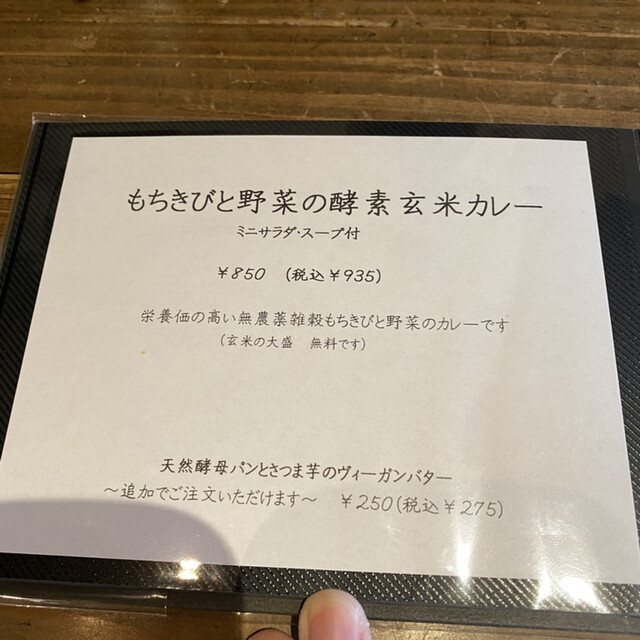 もちきびと野菜の酵素玄米カレー
ミニサラダ・スープ付
￥850　(税込￥935)
栄養価の高い無農薬雑穀もちきびと野菜のカレーです
(玄米の大盛　無料です)
天然酵母パンとさつま芋のヴィーガンバター
～追加でご注文いただけます～　￥250(税込￥275)